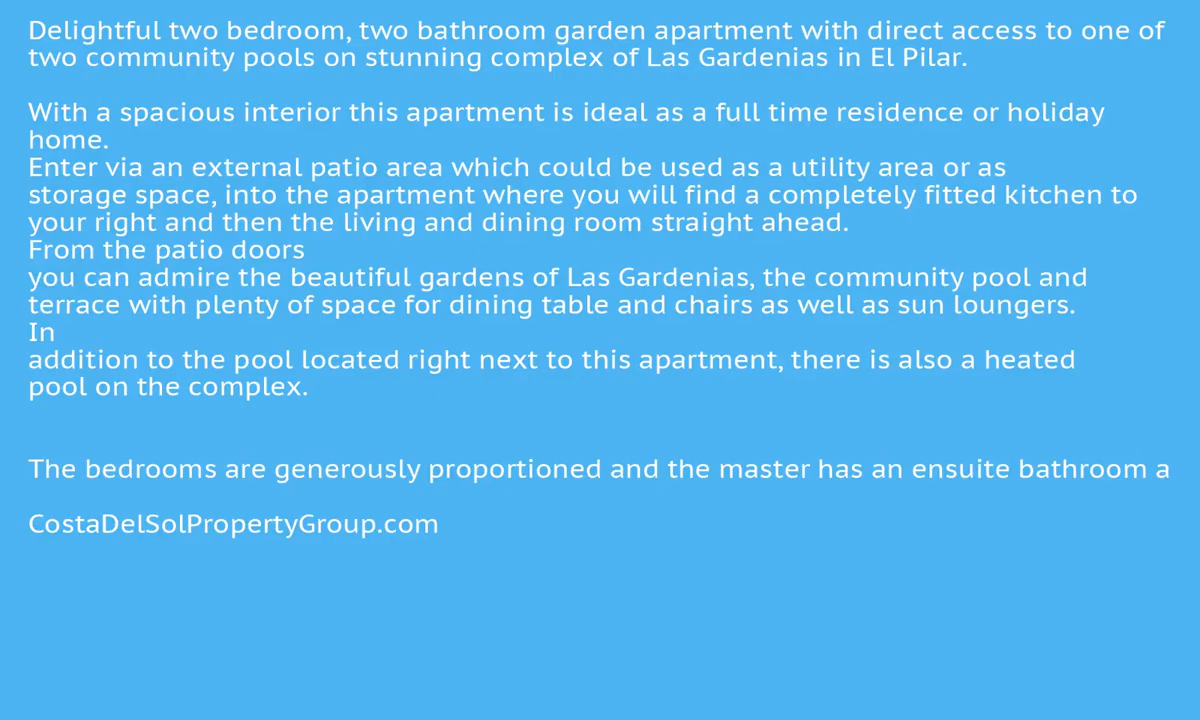 Delightful two bedroom, two bathroom garden apartment with direct access to one of
two community pools on stunning complex of Las Gardenias in El Pilar.
With a spacious interior this apartment is ideal as a full time residence or holiday
home.
Enter via an external patio area which could be used as a utility area or as
storage space, into the apartment where you will find a completely fitted kitchen to
your right and then the living and dining room straight ahead.
From the patio doors
you can admire the beautiful gardens of Las Gardenias, the community pool and
terrace with plenty of space for dining table and chairs as well as sun loungers.
In
addition to the pool located right next to this apartment, there is also a heated
pool on the complex.
The bedrooms are generously proportioned and the master has an ensuite bathroom a
CostaDelSolPropertyGroup.com